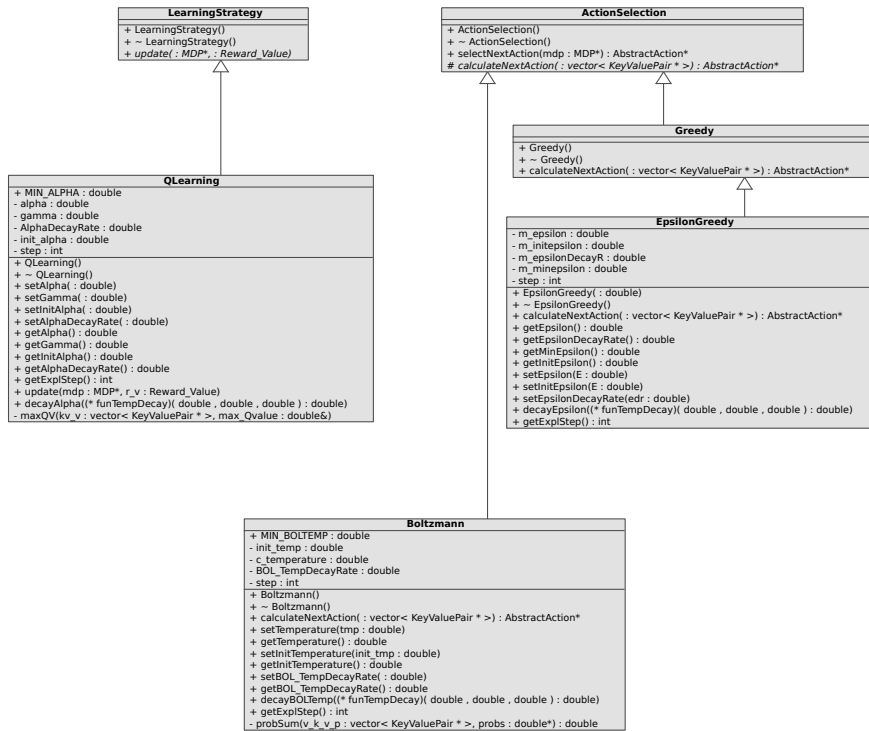 LearningStrategy
+ LearningStrategy()
+ ~ LearningStrategy()
+ update( : MDP*, : Reward_Value)
ActionSelection
+ ActionSelection()
+ ~ ActionSelection()
+ selectNextAction(mdp : MDP*) : AbstractAction*
# calculateNextAction( : vector< KeyValuePair * >) : AbstractAction*
Greedy
+ Greedy()
+ ~ Greedy()
+ calculateNextAction( : vector< KeyValuePair * >) : AbstractAction*
QLearning
+ MIN_ALPHA : double
- alpha : double
- gamma : double
- AlphaDecayRate : double
- init_alpha : double
- step : int
+ QLearning()
+ ~ QLearning()
+ setAlpha( : double)
+ setGamma( : double)
+ setInitAlpha( : double)
+ setAlphaDecayRate( : double)
+ getAlpha() : double
+ getGamma() : double
+ getInitAlpha() : double
+ getAlphaDecayRate() : double
+ getExplStep() : int
+ update(mdp : MDP*, r_v : Reward_Value)
+ decayAlpha((* funTempDecay)( double , double , double ) : double)
- maxQV(kv_v : vector< KeyValuePair * >, max_Qvalue : double&)
EpsilonGreedy
- m_epsilon : double
- m_initepsilon : double
- m_epsilonDecayR : double
- m_minepsilon : double
- step : int
+ EpsilonGreedy( : double)
+ ~ EpsilonGreedy()
+ calculateNextAction( : vector< KeyValuePair * >) : AbstractAction*
+ getEpsilon() : double
+ getEpsilonDecayRate() : double
+ getMinEpsilon() : double
+ getInitEpsilon() : double
+ setEpsilon(E : double)
+ setInitEpsilon(E : double)
+ setEpsilonDecayRate(edr : double)
+ decayEpsilon((* funTempDecay)( double , double , double ) : double)
+ getExplStep() : int
Boltzmann
+ MIN_BOLTEMP : double
- init_temp : double
- c_temperature : double
- BOL_TempDecayRate : double
- step : int
+ Boltzmann()
+ ~ Boltzmann()
+ calculateNextAction( : vector< KeyValuePair * >) : AbstractAction*
+ setTemperature(tmp : double)
+ getTemperature() : double
+ setInitTemperature(init_tmp : double)
+ getInitTemperature() : double
+ setBOL_TempDecayRate( : double)
+ getBOL_TempDecayRate() : double
+ decayBOLTemp((* funTempDecay)( double , double , double ) : double)
+ getExplStep() : int
- probSum(v_k_v_p : vector< KeyValuePair * >, probs : double*) : double